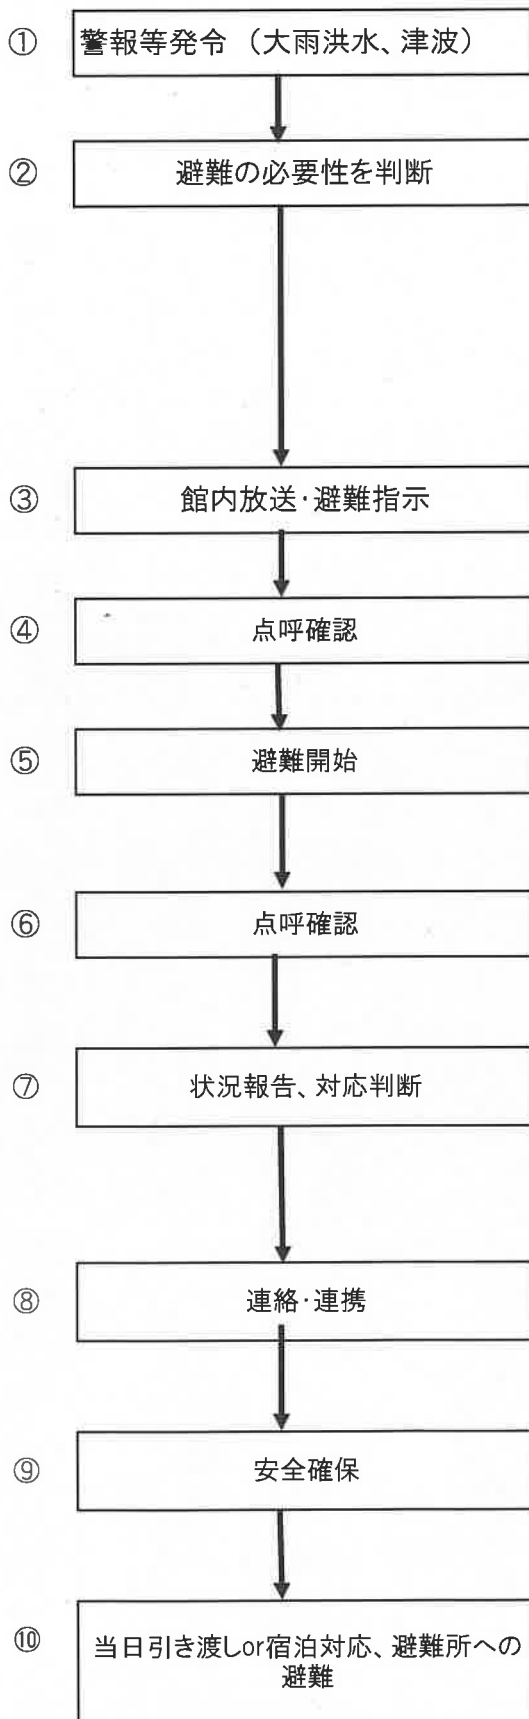 ① 警報等発令 （大雨洪水、津波）
② 避難の必要性を判断
③ 館内放送･避難指示
④ 点呼確認
⑤ 避難開始
⑥ 点呼確認
⑦ 状況報告、対応判断
⑧ 連絡･連携
⑨ 安全確保
⑩ 当日引き渡しor宿泊対応、避難所への
避難